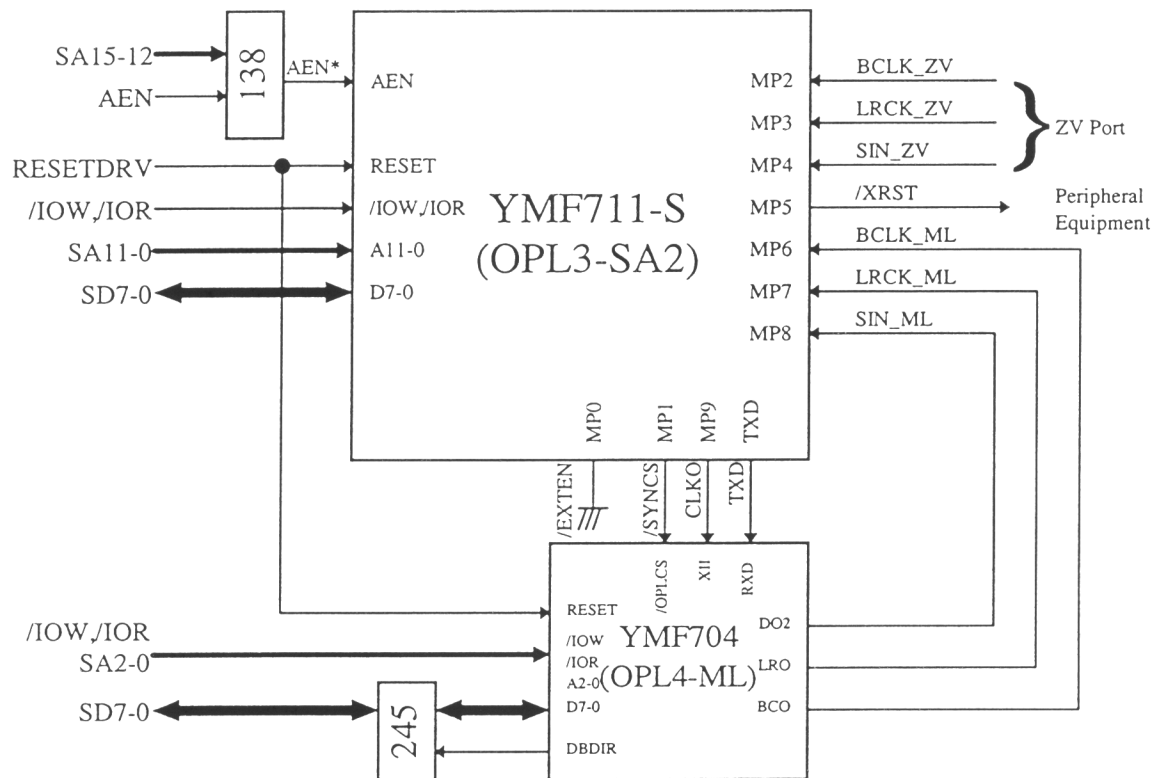 SA15-12
AEN
138
AEN*
AEN
RESETDRV
RESET
/IOW,/IOR
/IOW,/IOR
SA11-0
A11-0
SD7-0
D7-0
YMF711-S
(OPL3-SA2)
MP2
BCLK_ZV
MP3
LRCK_ZV
MP4
SIN_ZV
ZV Port
MP5
/XRST
Peripheral
Equipment
MP6
BCLK_ML
MP7
LRCK_ML
MP8
SIN_ML
MP0
MP1
MP9
TXD
/EXTEN
/SYNCS
CLKO
TXD
/OPLCS
XII
RXD
RESET
/IOW,/IOR
SA2-0
/IOW
/IOR
A2-0
YMF704
(OPL4-ML)
DO2
LRO
BCO
SD7-0
245
D7-0
DBDIR